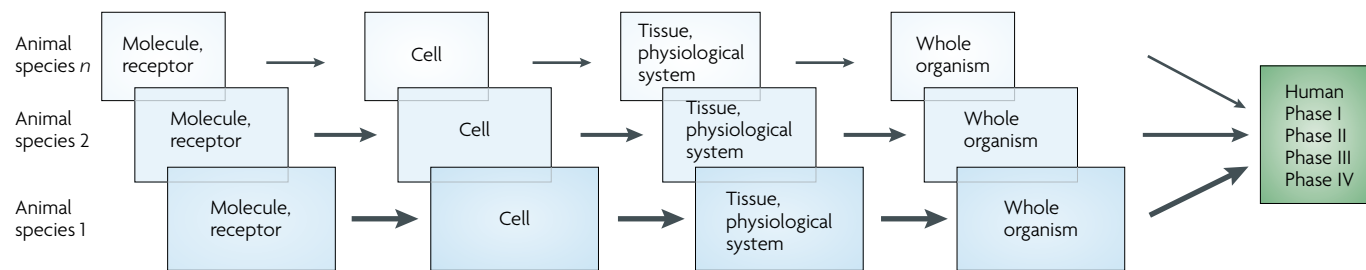 Animal
species n
Molecule,
receptor
Cell
Tissue,
physiological
system
Whole
organism
Animal
species 2
Molecule,
receptor
Cell
Tissue,
physiological
system
Whole
organism
Animal
species 1
Molecule,
receptor
Cell
Tissue,
physiological
system
Whole
organism
Human
Phase I
Phase II
Phase III
Phase IV